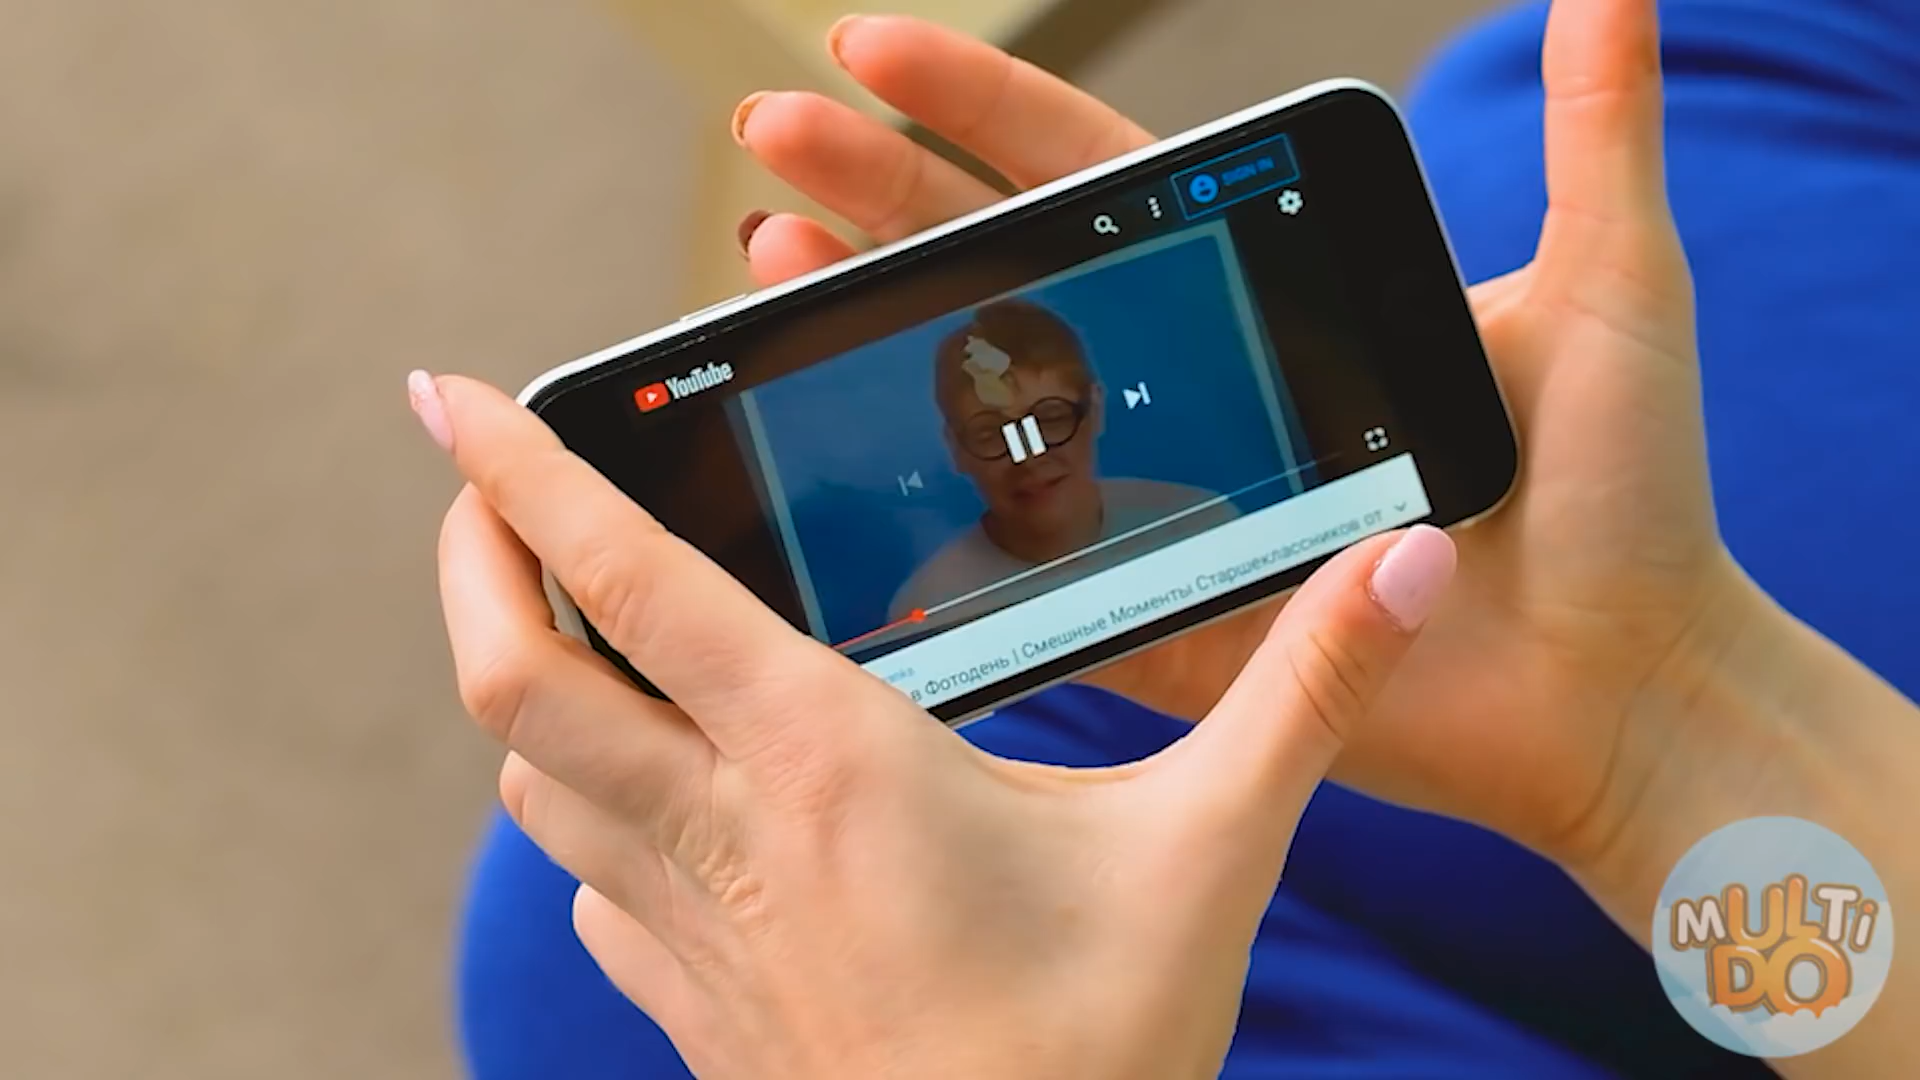 SIGN IN
YouTube
в Фотодень | Смешные Моменты Старшеклассников от
MULTi
DO